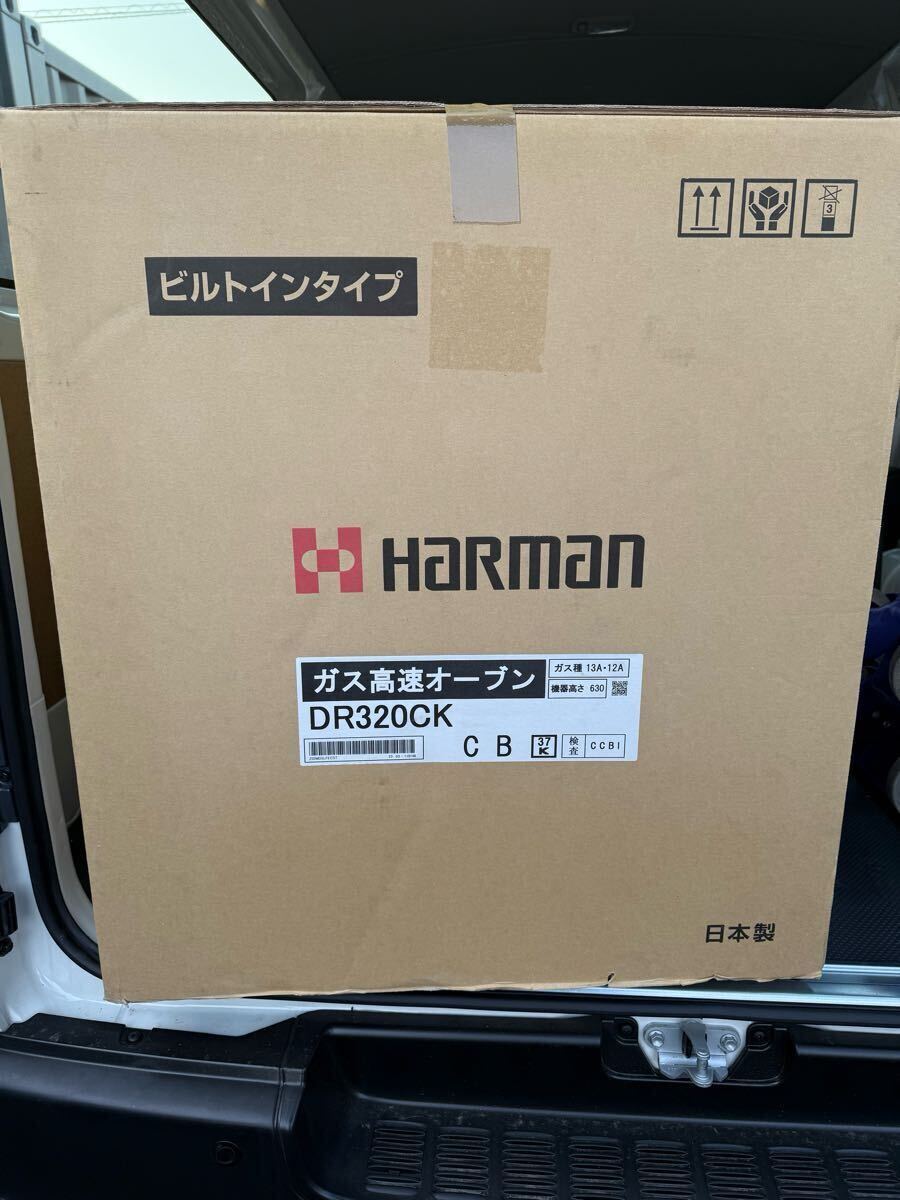 3
ビルトインタイプ
HARMAN
ガス高速オーブン
ガス種 13A・12A
機器高さ 630
DR320CK
C B
37
K
検査
CCBI
日本製